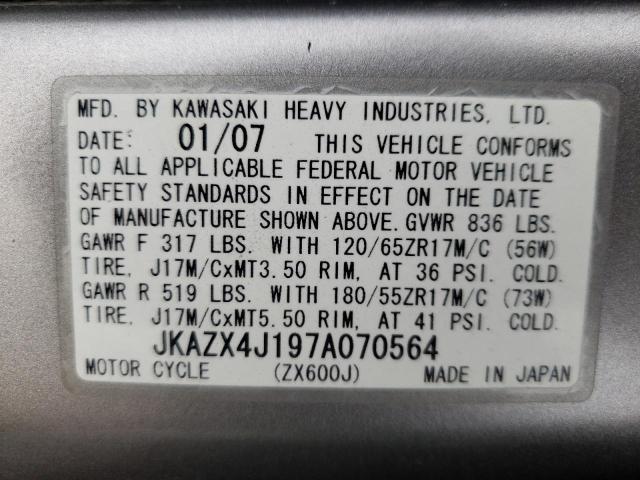 MFD. BY KAWASAKI HEAVY INDUSTRIES, LTD.
DATE: 01/07 THIS VEHICLE CONFORMS
TO ALL APPLICABLE FEDERAL MOTOR VEHICLE
SAFETY STANDARDS IN EFFECT ON THE DATE
OF MANUFACTURE SHOWN ABOVE. GVWR 836 LBS.
GAWR F 317 LBS. WITH 120/65ZR17M/C (56W)
TIRE, J17M/CxMT3.50 RIM, AT 36 PSI. COLD.
GAWR R 519 LBS. WITH 180/55ZR17M/C (73W)
TIRE, J17M/CxMT5.50 RIM, AT 41 PSI. COLD.
JKAZX4J197A070564
MOTOR CYCLE (ZX600J) MADE IN JAPAN